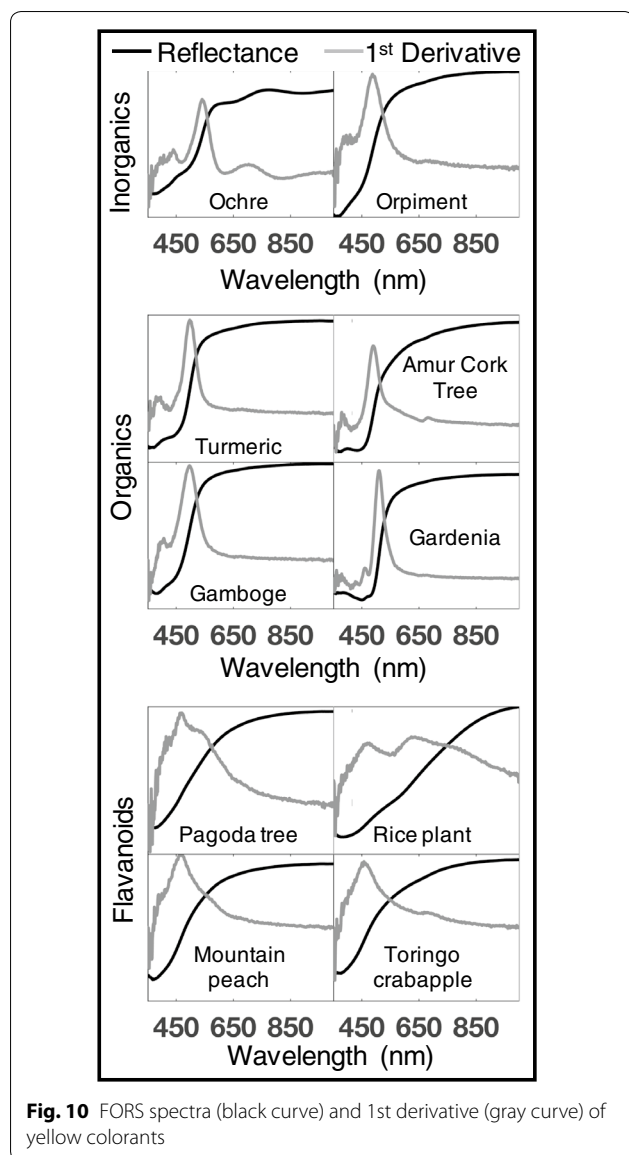 Reflectance 1st Derivative
Inorganics
Ochre
Orpiment
450 650 850 450 650 850
Wavelength (nm)
Organics
Turmeric
Amur Cork
Tree
Gamboge
Gardenia
450 650 850 450 650 850
Wavelength (nm)
Flavanoids
Pagoda tree
Rice plant
Mountain
peach
Toringo
crabapple
450 650 850 450 650 850
Wavelength (nm)
Fig. 10 FORS spectra (black curve) and 1st derivative (gray curve) of
yellow colorants